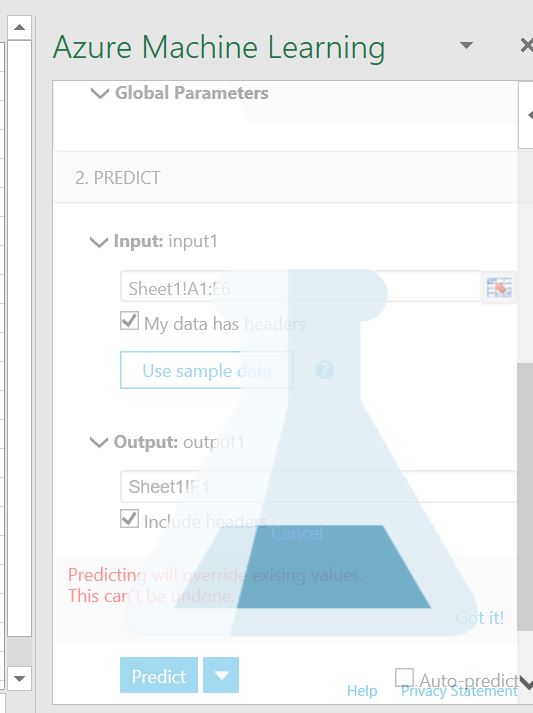 Azure Machine Learning
Global Parameters
2. PREDICT
Input: input1
Sheet1!A1:E6
My data has headers
Use sample data
?
Output: output1
Sheet1!F1
Include headers
Cancel
Predicting will override exising values.
This can't be undone.
Got it!
Predict
Auto-predict
Help
Privacy Statement